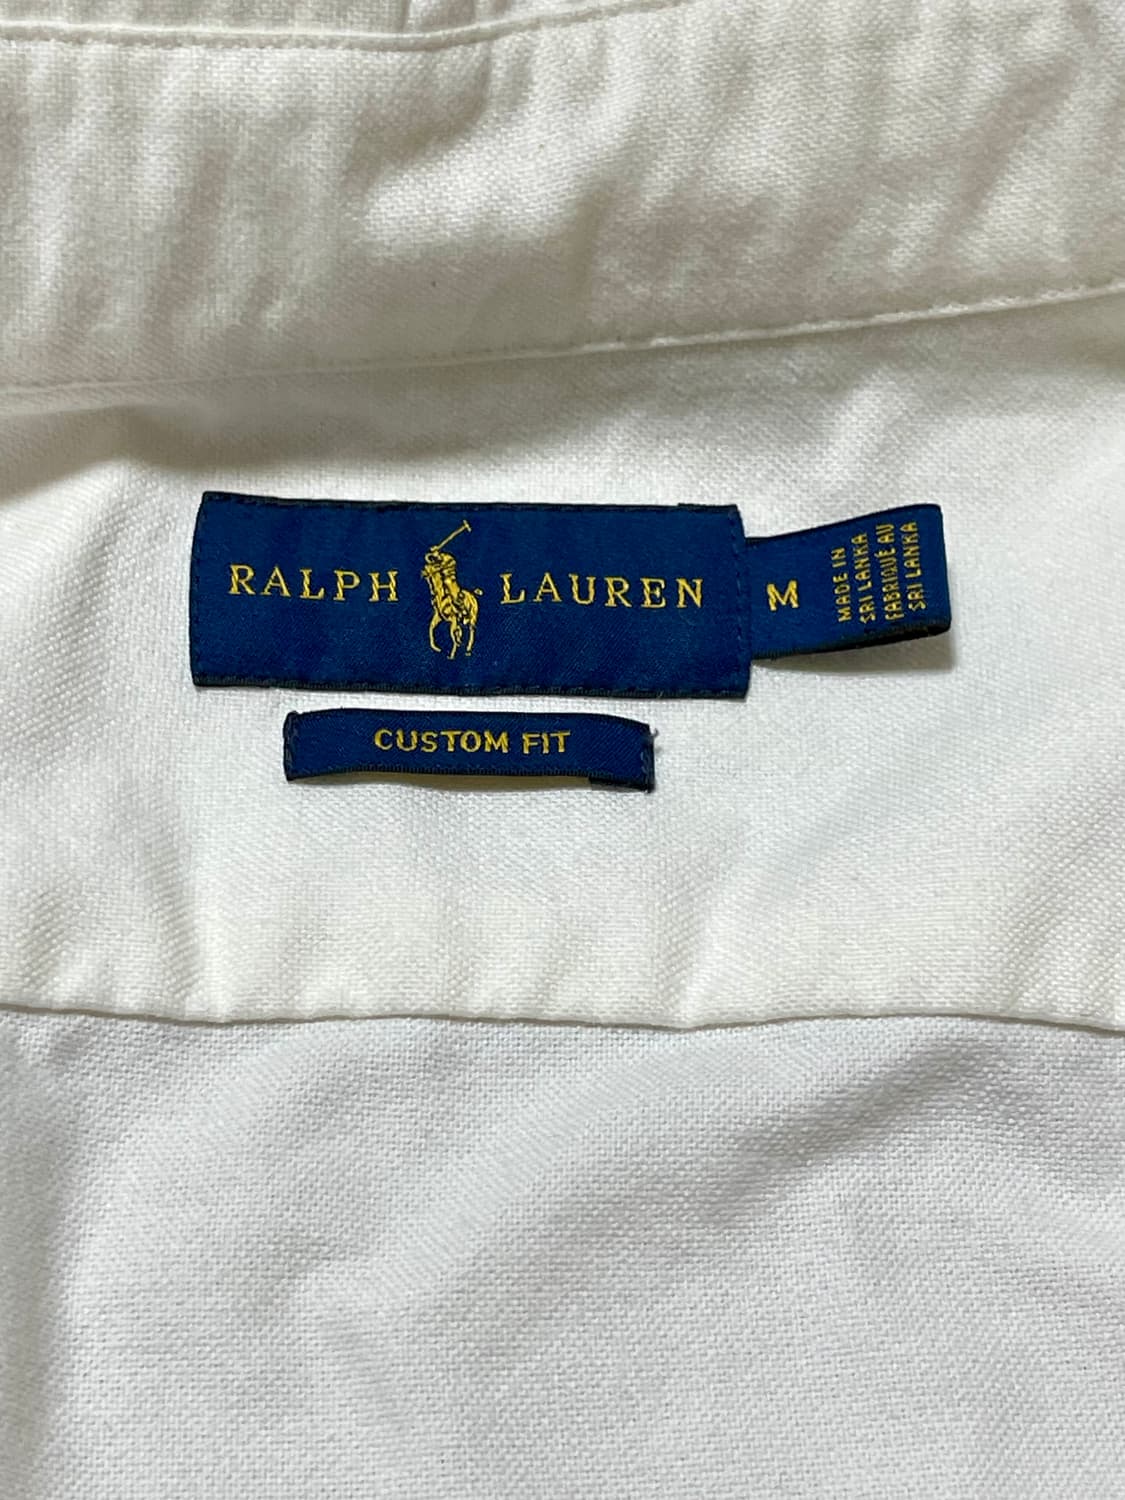 RALPH LAUREN
M
MADE IN
SRI LANKA
FABRIQUÉ AU
SRI LANKA
CUSTOM FIT